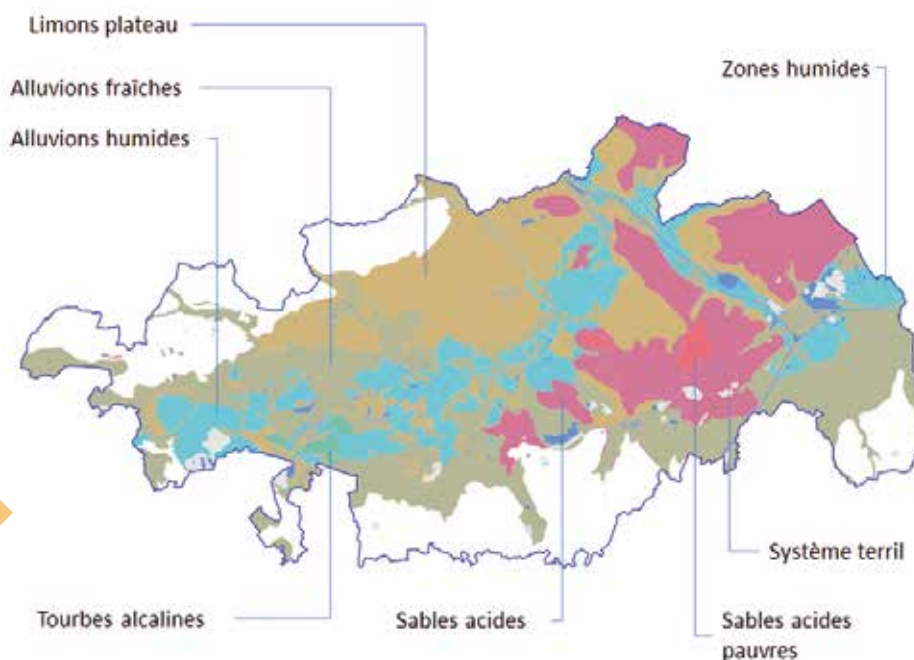 Limons plateau
Zones humides
Alluvions fraîches
Alluvions humides
Système terril
Tourbes alcalines
Sables acides
Sables acides
pauvres